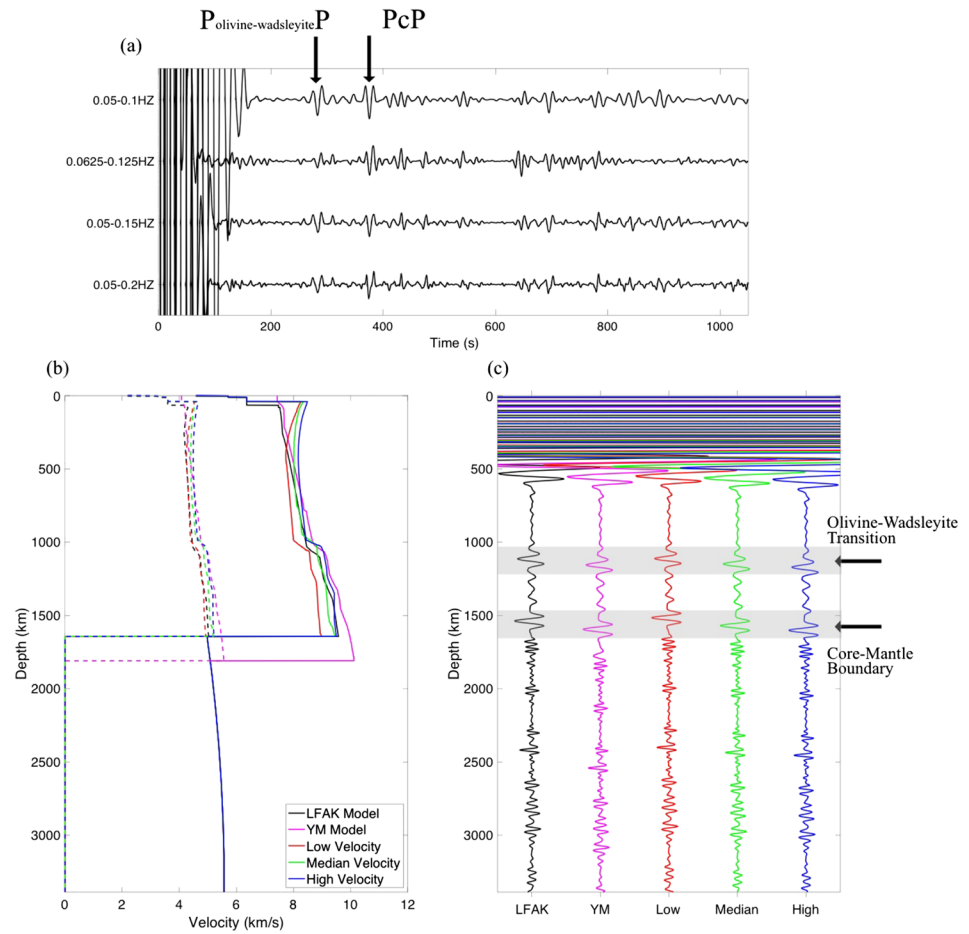 Polivine-wadsleyiteP PcP
(a)
0.05-0.1HZ
0.0625-0.125HZ
0.05-0.15HZ
0.05-0.2HZ
0 200 400 600 800 1000
Time (s)
(b)
0
500
1000
1500
2000
2500
3000
Depth (km)
LFAK Model
YM Model
Low Velocity
Median Velocity
High Velocity
0 2 4 6 8 10 12
Velocity (km/s)
(c)
0
500
1000
1500
2000
2500
3000
Depth (km)
Olivine-Wadsleyite
Transition
Core-Mantle
Boundary
LFAK YM Low Median High